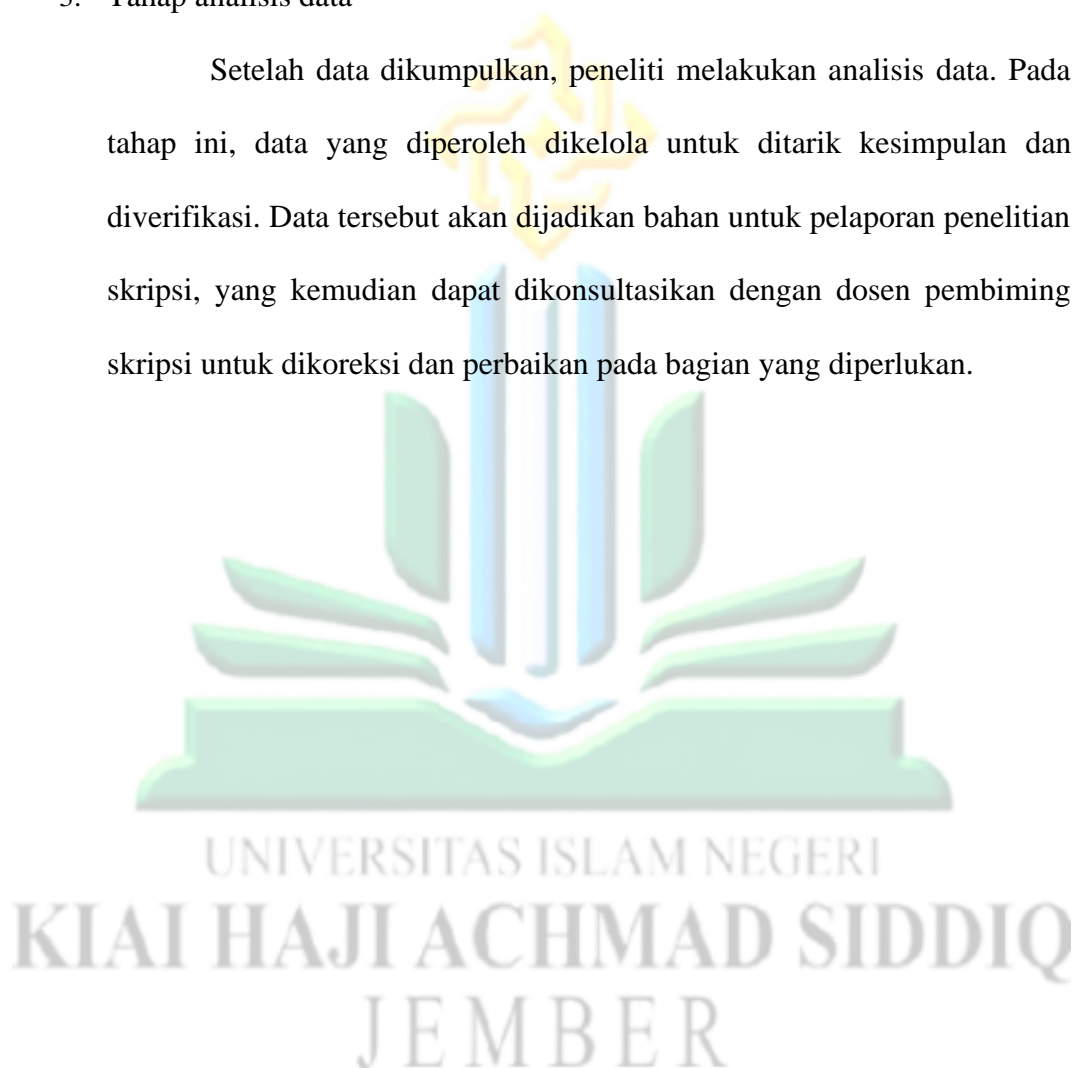 3. Tahap analisis data
Setelah data dikumpulkan, peneliti melakukan analisis data. Pada
tahap ini, data yang diperoleh dikelola untuk ditarik kesimpulan dan
diverifikasi. Data tersebut akan dijadikan bahan untuk pelaporan penelitian
skripsi, yang kemudian dapat dikonsultasikan dengan dosen pembiming
skripsi untuk dikoreksi dan perbaikan pada bagian yang diperlukan.
UNIVERSITAS ISLAM NEGERI
KIAI HAJI ACHMAD SIDDIQ
JEMBER